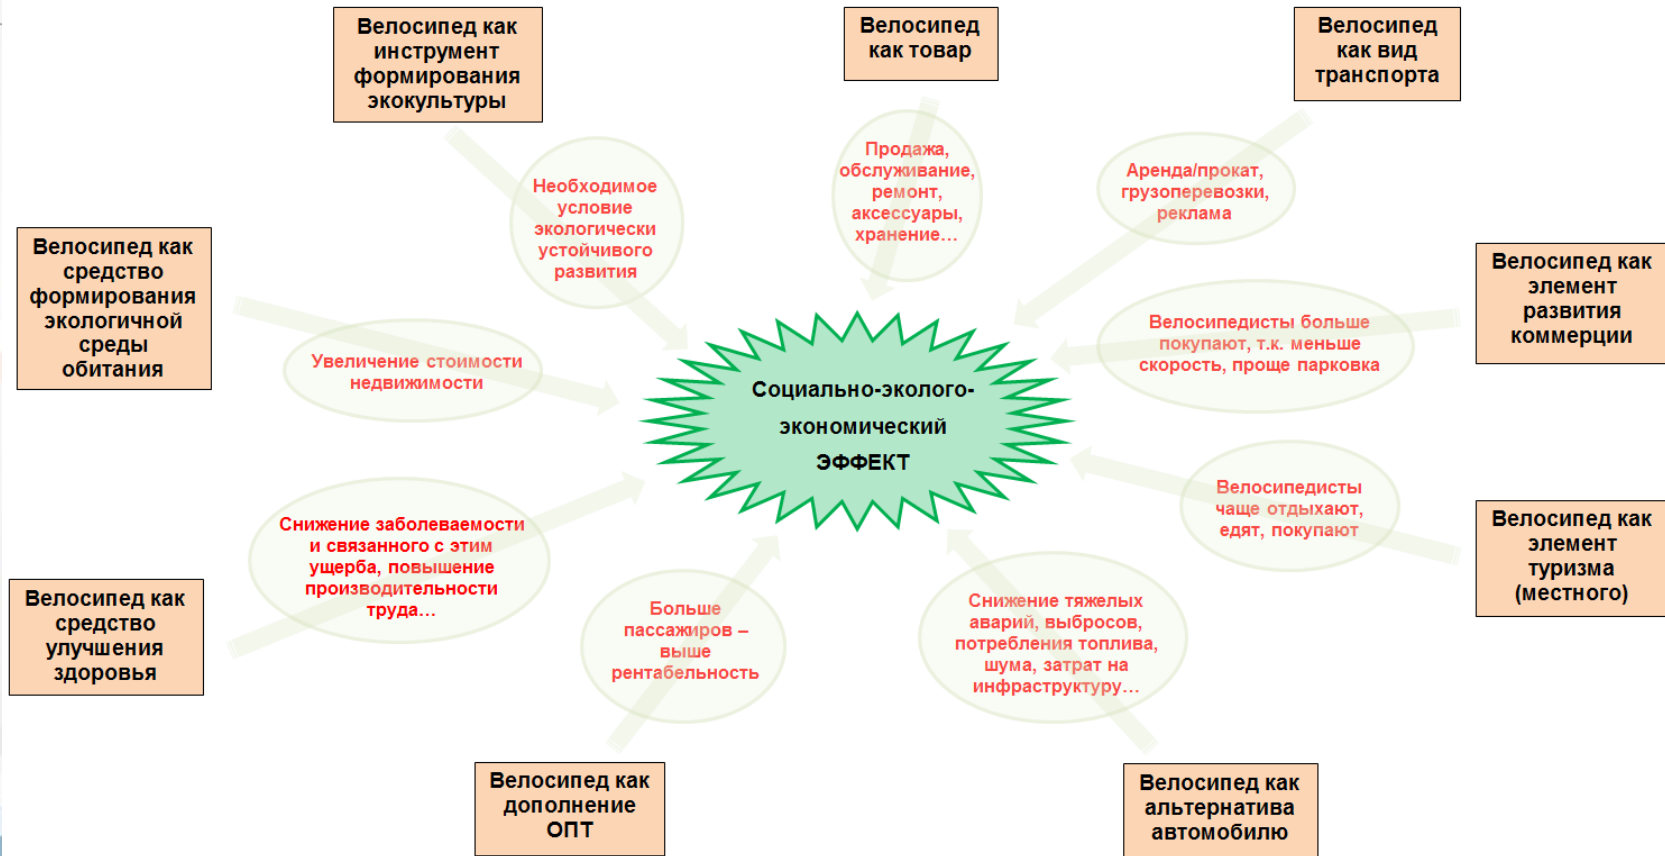 Велосипед как
инструмент
формирования
экокультуры
Велосипед
как товар
Велосипед
как вид
транспорта
Необходимое
условие
экологически
устойчивого
развития
Продажа,
обслуживание,
ремонт,
аксессуары,
хранение…
Аренда/прокат,
грузоперевозки,
реклама
Велосипед как
средство
формирования
экологичной
среды
обитания
Увеличение стоимости
недвижимости
Велосипедисты больше
покупают, т.к. меньше
скорость, проще парковка
Велосипед как
элемент
развития
коммерции
Социально-эколого-
экономический
ЭФФЕКТ
Велосипед как
средство
улучшения
здоровья
Снижение заболеваемости
и связанного с этим
ущерба, повышение
производительности
труда…
Велосипедисты
чаще отдыхают,
едят, покупают
Велосипед как
элемент
туризма
(местного)
Больше
пассажиров –
выше
рентабельность
Снижение тяжелых
аварий, выбросов,
потребления топлива,
шума, затрат на
инфраструктуру…
Велосипед как
дополнение
ОПТ
Велосипед как
альтернатива
автомобилю